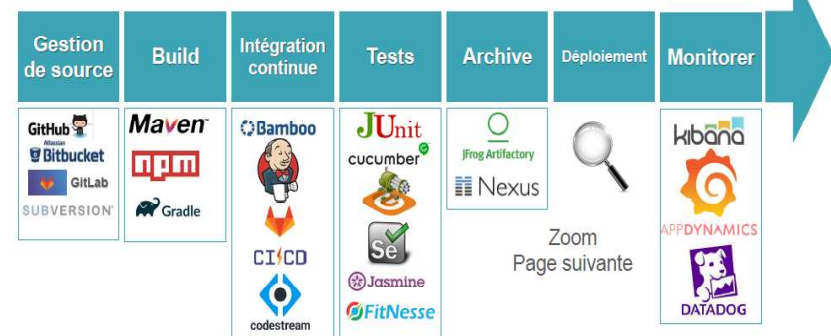 Gestion
de source
Build
Intégration
continue
Tests
Archive
Déploiement
Monitorer
GitHub
Atlassian
Bitbucket
GitLab
SUBVERSION
Maven
npm
Gradle
Bamboo
CI CD
codestream
JUnit
cucumber
Se
Jasmine
FitNesse
JFrog Artifactory
Nexus
Zoom
Page suivante
kibana
APPDYNAMICS
DATADOG